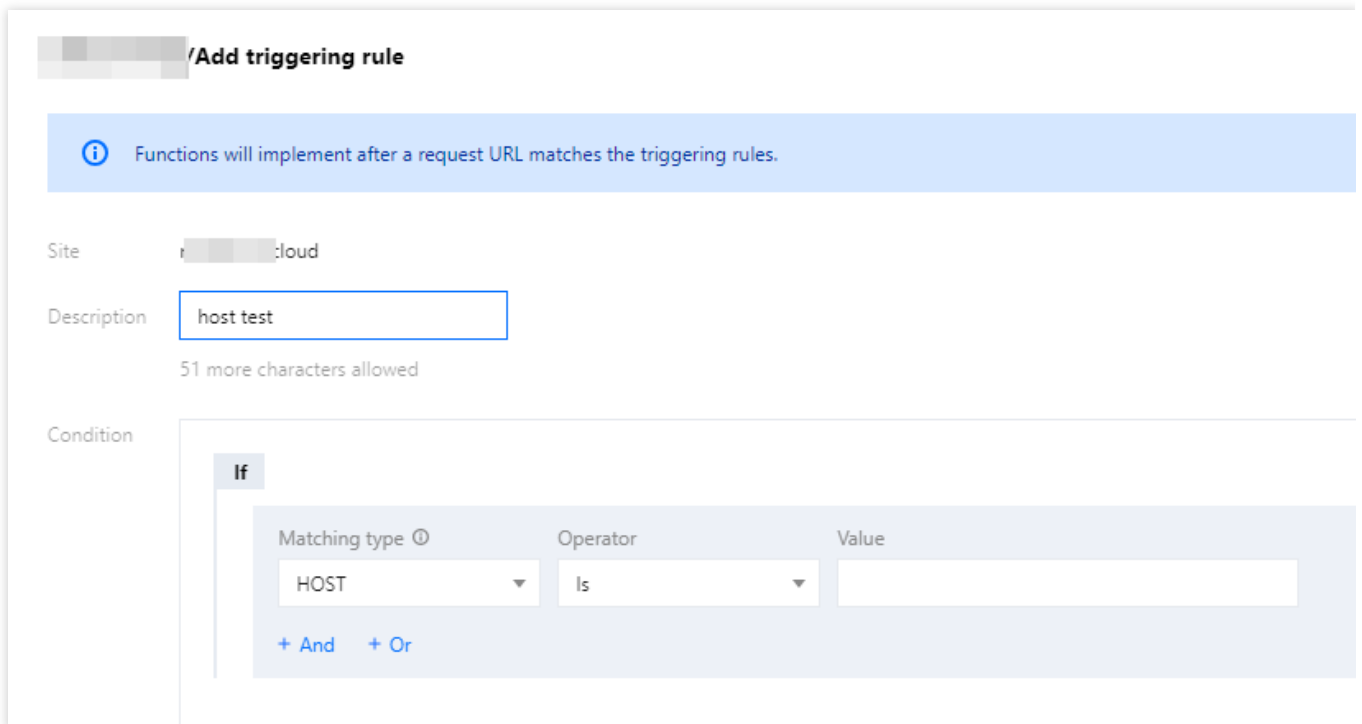 /Add triggering rule
Functions will implement after a request URL matches the triggering rules.
Site cloud
Description host test
51 more characters allowed
Condition
If
Matching type Operator Value
HOST Is
+ And + Or